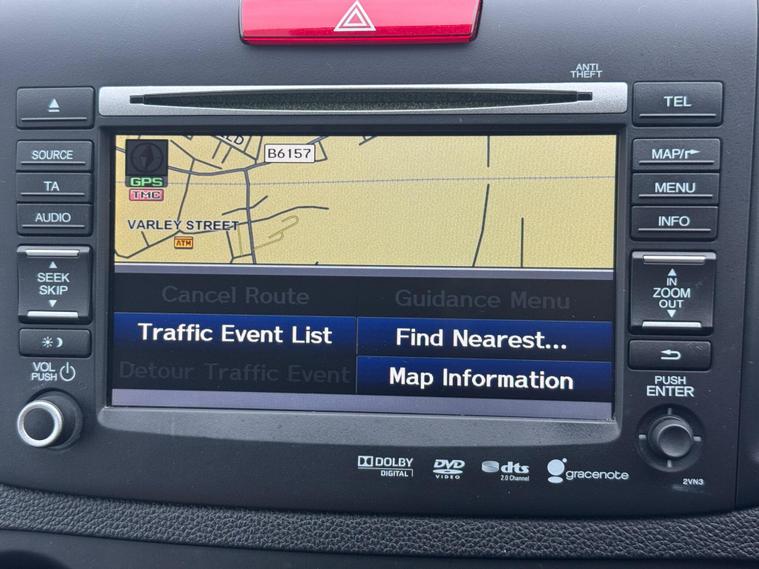 ANTI
THEFT
TEL
SOURCE
TA
AUDIO
SEEK
SKIP
VOL
PUSH
B6157
GPS
TMC
VARLEY STREET
ATM
Cancel Route
Guidance Menu
Traffic Event List
Find Nearest...
Detour Traffic Event
Map Information
MAP/
MENU
INFO
IN
ZOOM
OUT
PUSH
ENTER
DOLBY
DIGITAL
DVD
VIDEO
dts
2.0 Channel
gracenote
2VN3